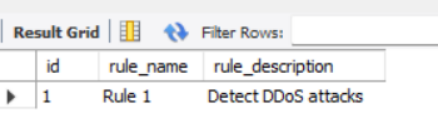 Result Grid Filter Rows:
id rule_name rule_description
1 Rule 1 Detect DDoS attacks